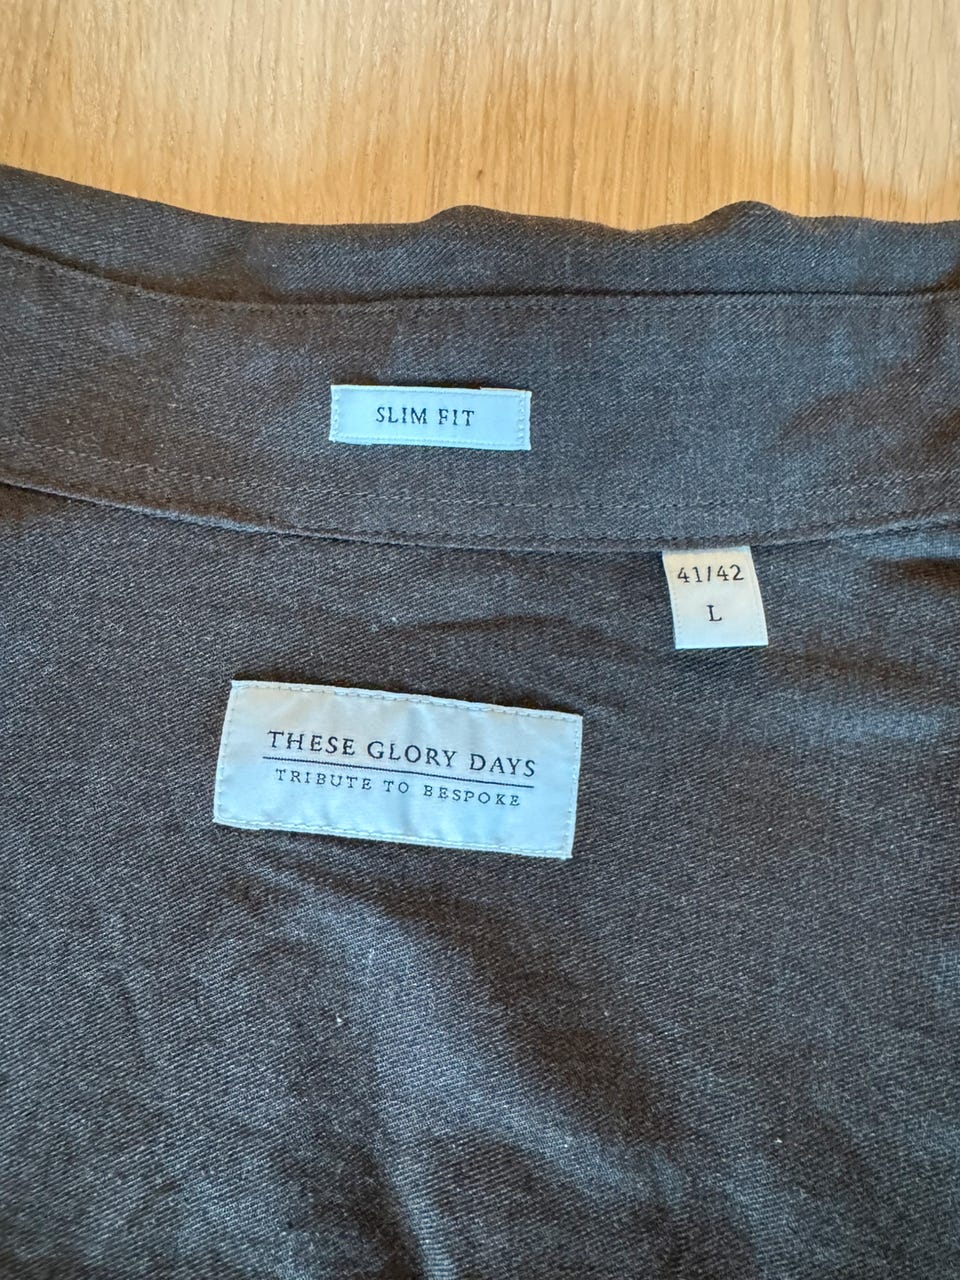 SLIM FIT
41/42
L
THESE GLORY DAYS
TRIBUTE TO BESPOKE